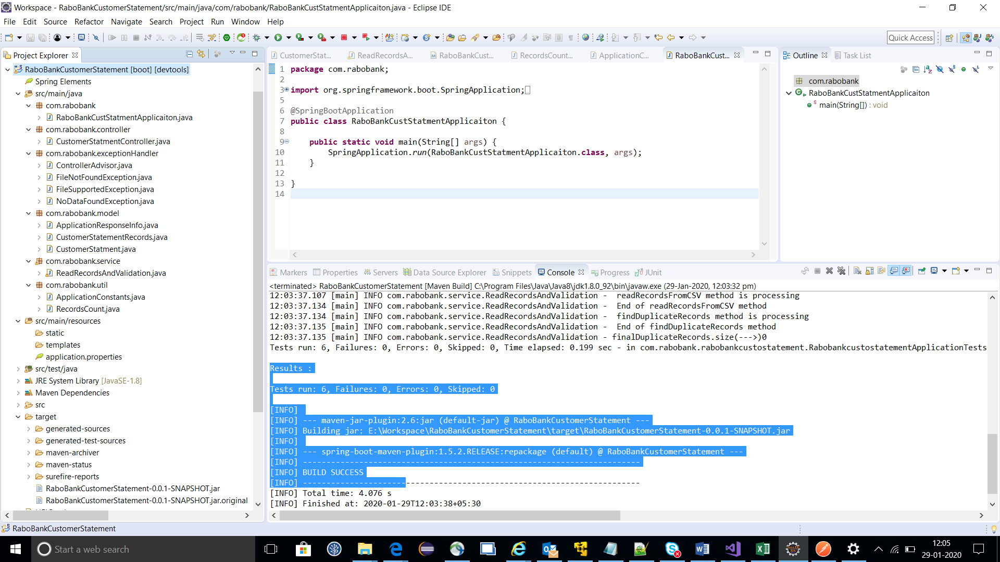 Workspace - RaboBankCustomerStatement/src/main/java/com/rabobank/RaboBankCustStatmentApplicaiton.java - Eclipse IDE
File Edit Source Refactor Navigate Search Project Run Window Help
Quick Access
Project Explorer
RaboBankCustomerStatement [boot] [devtools]
Spring Elements
src/main/java
com.rabobank
RaboBankCustStatmentApplicaiton.java
com.rabobank.controller
CustomerStatmentController.java
com.rabobank.exceptionHandler
ControllerAdvisor.java
FileNotFoundException.java
FileSupportedException.java
NoDataFoundException.java
com.rabobank.model
ApplicationResponseInfo.java
CustomerStatementRecords.java
CustomerStatment.java
com.rabobank.service
ReadRecordsAndValidation.java
com.rabobank.util
ApplicationConstants.java
RecordsCount.java
src/main/resources
static
templates
application.properties
src/test/java
JRE System Library [JavaSE-1.8]
Maven Dependencies
src
target
generated-sources
generated-test-sources
maven-archiver
maven-status
surefire-reports
RaboBankCustomerStatement-0.0.1-SNAPSHOT.jar
RaboBankCustomerStatement-0.0.1-SNAPSHOT.jar.original
CustomerStat... ReadRecordsA... RaboBankCust... RecordsCount... ApplicationC... RaboBankCust...
1 package com.rabobank;
2
3 import org.springframework.boot.SpringApplication;
5
6 @SpringBootApplication
7 public class RaboBankCustStatmentApplicaiton {
8
9 public static void main(String[] args) {
10 SpringApplication.run(RaboBankCustStatmentApplicaiton.class, args);
11 }
12
13 }
14
Outline Task List
com.rabobank
RaboBankCustStatmentApplicaiton
main(String[]) : void
Markers Properties Servers Data Source Explorer Snippets Console Progress JUnit
<terminated> RaboBankCustomerStatement [Maven Build] C:\Program Files\Java\Java8\jdk1.8.0_92\bin\javaw.exe (29-Jan-2020, 12:03:32 pm)
12:03:37.107 [main] INFO com.rabobank.service.ReadRecordsAndValidation - readRecordsFromCSV method is processing
12:03:37.134 [main] INFO com.rabobank.service.ReadRecordsAndValidation - End of readRecordsFromCSV method
12:03:37.134 [main] INFO com.rabobank.service.ReadRecordsAndValidation - findDuplicateRecords method is processing
12:03:37.135 [main] INFO com.rabobank.service.ReadRecordsAndValidation - End of findDuplicateRecords method
12:03:37.135 [main] INFO com.rabobank.service.ReadRecordsAndValidation - finalDuplicateRecords.size(--->)0
Tests run: 6, Failures: 0, Errors: 0, Skipped: 0, Time elapsed: 0.199 sec - in com.rabobank.rabobankcustostatement.RabobankcustostatementApplicationTests
Results :
Tests run: 6, Failures: 0, Errors: 0, Skipped: 0
[INFO]
[INFO] --- maven-jar-plugin:2.6:jar (default-jar) @ RaboBankCustomerStatement ---
[INFO] Building jar: E:\Workspace\RaboBankCustomerStatement\target\RaboBankCustomerStatement-0.0.1-SNAPSHOT.jar
[INFO]
[INFO] --- spring-boot-maven-plugin:1.5.2.RELEASE:repackage (default) @ RaboBankCustomerStatement ---
[INFO] ------------------------------------------------------------------------
[INFO] BUILD SUCCESS
[INFO] ------------------------------------------------------------------------
[INFO] Total time: 4.076 s
[INFO] Finished at: 2020-01-29T12:03:38+05:30
RaboBankCustomerStatement
Start a web search
12:05
29-01-2020